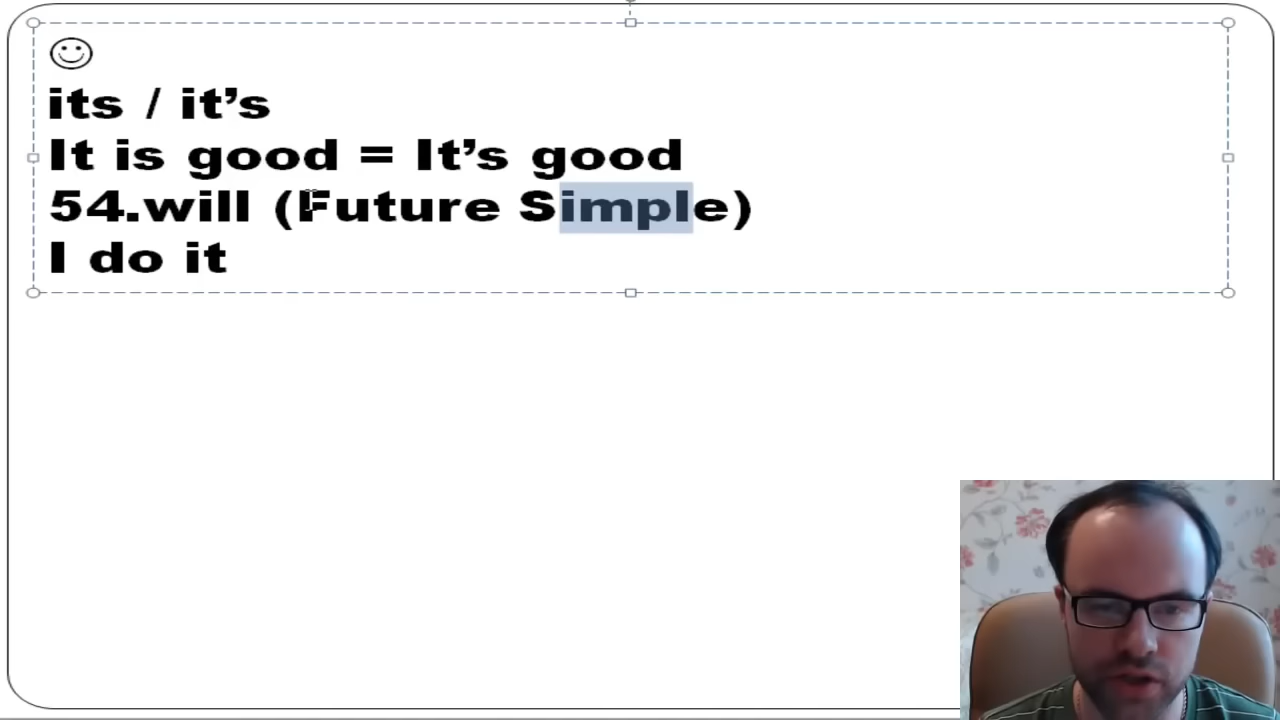 its / it’s
It is good = It’s good
54.will (Future Simple)
I do it